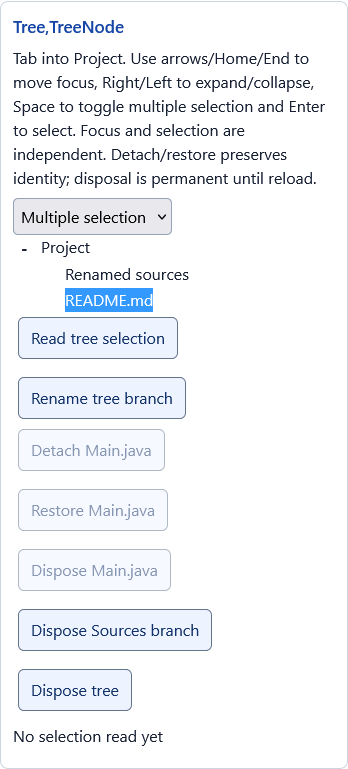 Tree,TreeNode
Tab into Project. Use arrows/Home/End to
move focus, Right/Left to expand/collapse,
Space to toggle multiple selection and Enter
to select. Focus and selection are
independent. Detach/restore preserves
identity; disposal is permanent until reload.
Multiple selection
- Project
Renamed sources
README.md
Read tree selection
Rename tree branch
Detach Main.java
Restore Main.java
Dispose Main.java
Dispose Sources branch
Dispose tree
No selection read yet